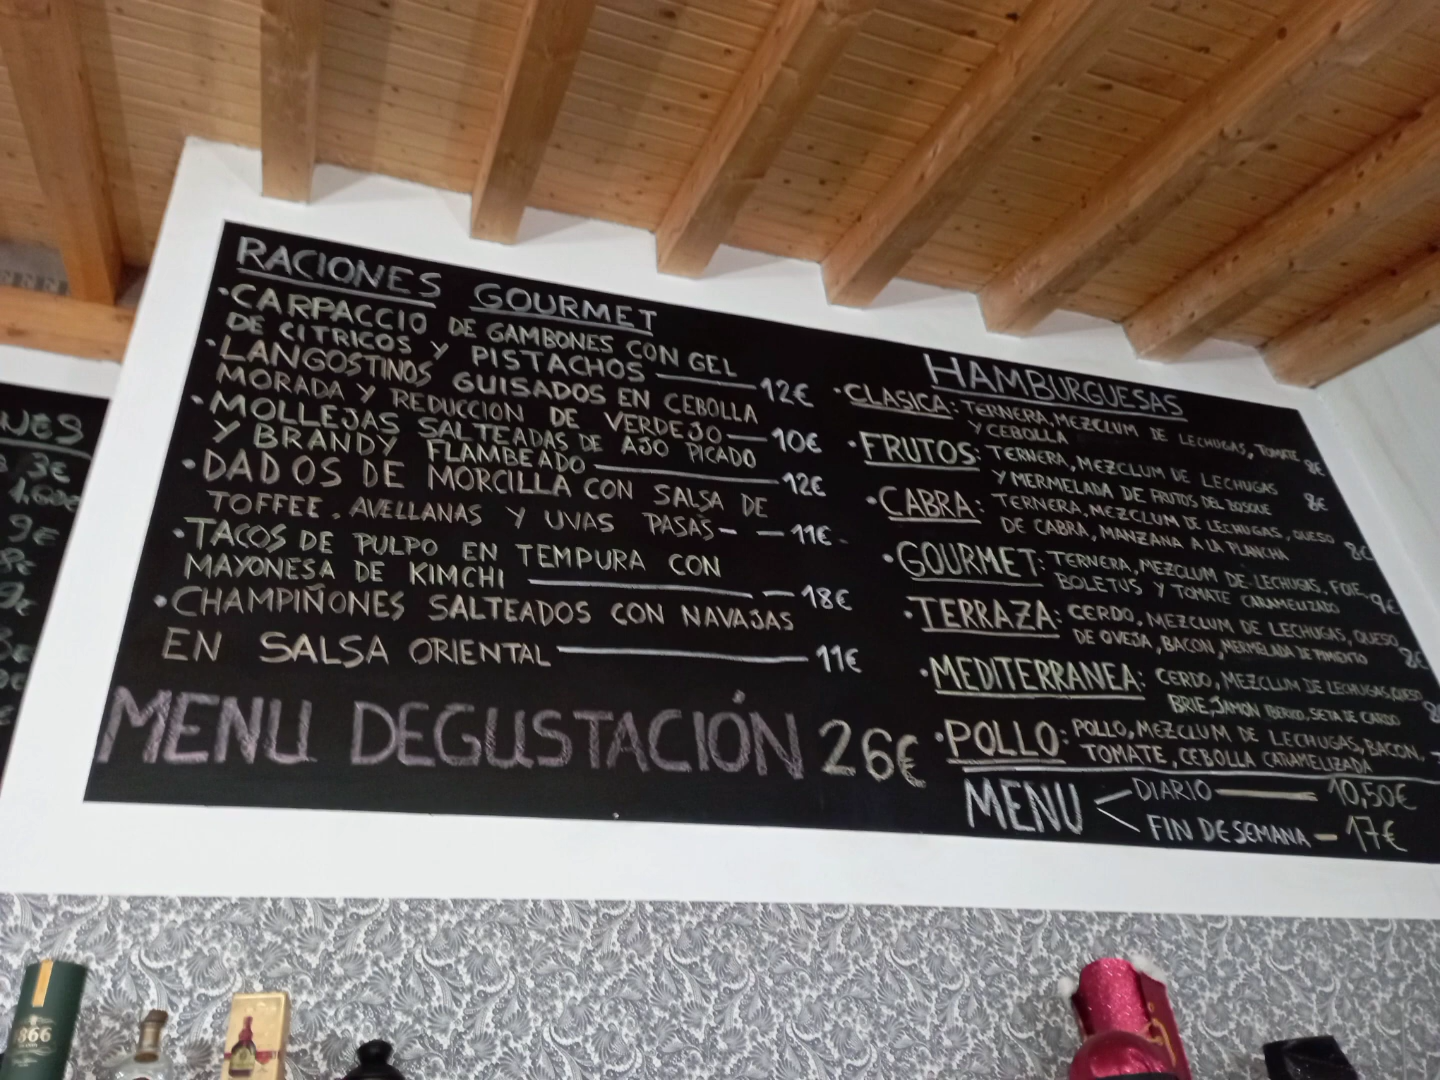 RACIONES GOURMET
•CARPACCIO DE GAMBONES CON GEL
DE CITRICOS Y PISTACHOS 12€
•LANGOSTINOS GUISADOS EN CEBOLLA
MORADA Y REDUCCION DE VERDEJO 10€
•MOLLEJAS SALTEADAS DE AJO PICADO
Y BRANDY FLAMBEADO 12€
•DADOS DE MORCILLA CON SALSA DE
TOFFEE. AVELLANAS Y UVAS PASAS 11€
•TACOS DE PULPO EN TEMPURA CON
MAYONESA DE KIMCHI 18€
•CHAMPIÑONES SALTEADOS CON NAVAJAS
EN SALSA ORIENTAL 11€
MENU DEGUSTACIÓN 26€
HAMBURGUESAS
•CLASICA: TERNERA, MEZCLUM DE LECHUGAS, TOMATE
Y CEBOLLA 8€
•FRUTOS: TERNERA, MEZCLUM DE LECHUGAS
Y MERMELADA DE FRUTOS DEL BOSQUE 8€
•CABRA: TERNERA, MEZCLUM DE LECHUGAS, QUESO
DE CABRA, MANZANA A LA PLANCHA 8€
•GOURMET: TERNERA, MEZCLUM DE LECHUGAS, FOIE,
BOLETUS Y TOMATE CARAMELIZADO 9€
•TERRAZA: CERDO, MEZCLUM DE LECHUGAS, QUESO
DE OVEJA, BACON, MERMELADA DE PIMIENTO 8€
•MEDITERRANEA: CERDO, MEZCLUM DE LECHUGAS, QUESO
BRIE, JAMON IBERICO, SETA DE CARDO
•POLLO: POLLO, MEZCLUM DE LECHUGAS, BACON,
TOMATE, CEBOLLA CARAMELIZADA
MENU DIARIO 10,50€
FIN DE SEMANA 17€
3€
9€
866